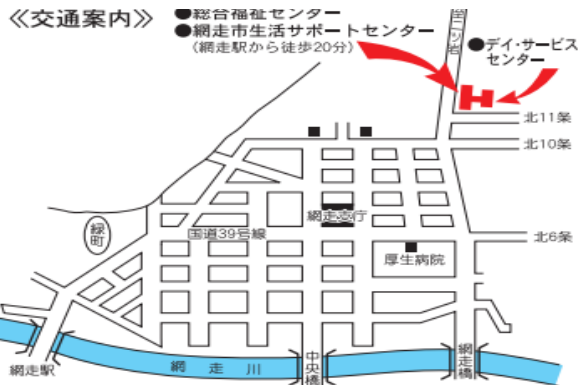 ≪交通案内≫
●総合福祉センター
●網走市生活サポートセンター
(網走駅から徒歩20分)
至二ツ岩
●デイ・サービス
センター
北11条
北10条
網走支庁
緑町
国道39号線
北6条
厚生病院
網走駅
網走川
中央橋
網走橋